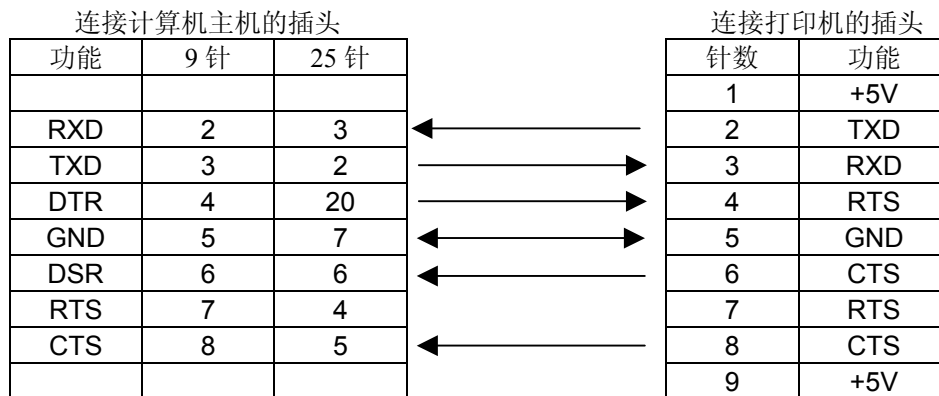 连接计算机主机的插头 连接打印机的插头
功能 9 针 25 针 针数 功能
1 +5V
RXD 2 3 2 TXD
TXD 3 2 3 RXD
DTR 4 20 4 RTS
GND 5 7 5 GND
DSR 6 6 6 CTS
RTS 7 4 7 RTS
CTS 8 5 8 CTS
9 +5V